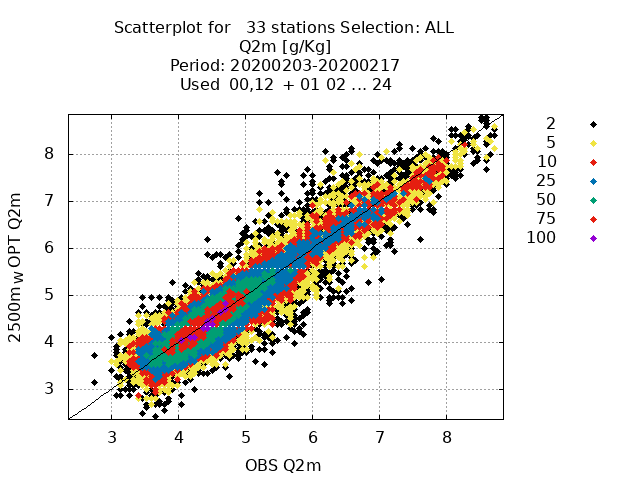 Scatterplot for   33 stations Selection: ALL
Q2m [g/Kg]
Period: 20200203-20200217
Used  00,12  + 01 02 ... 24
2500m w OPT Q2m
8
7
6
5
4
3
3 4 5 6 7 8
OBS Q2m
2
5
10
25
50
75
100